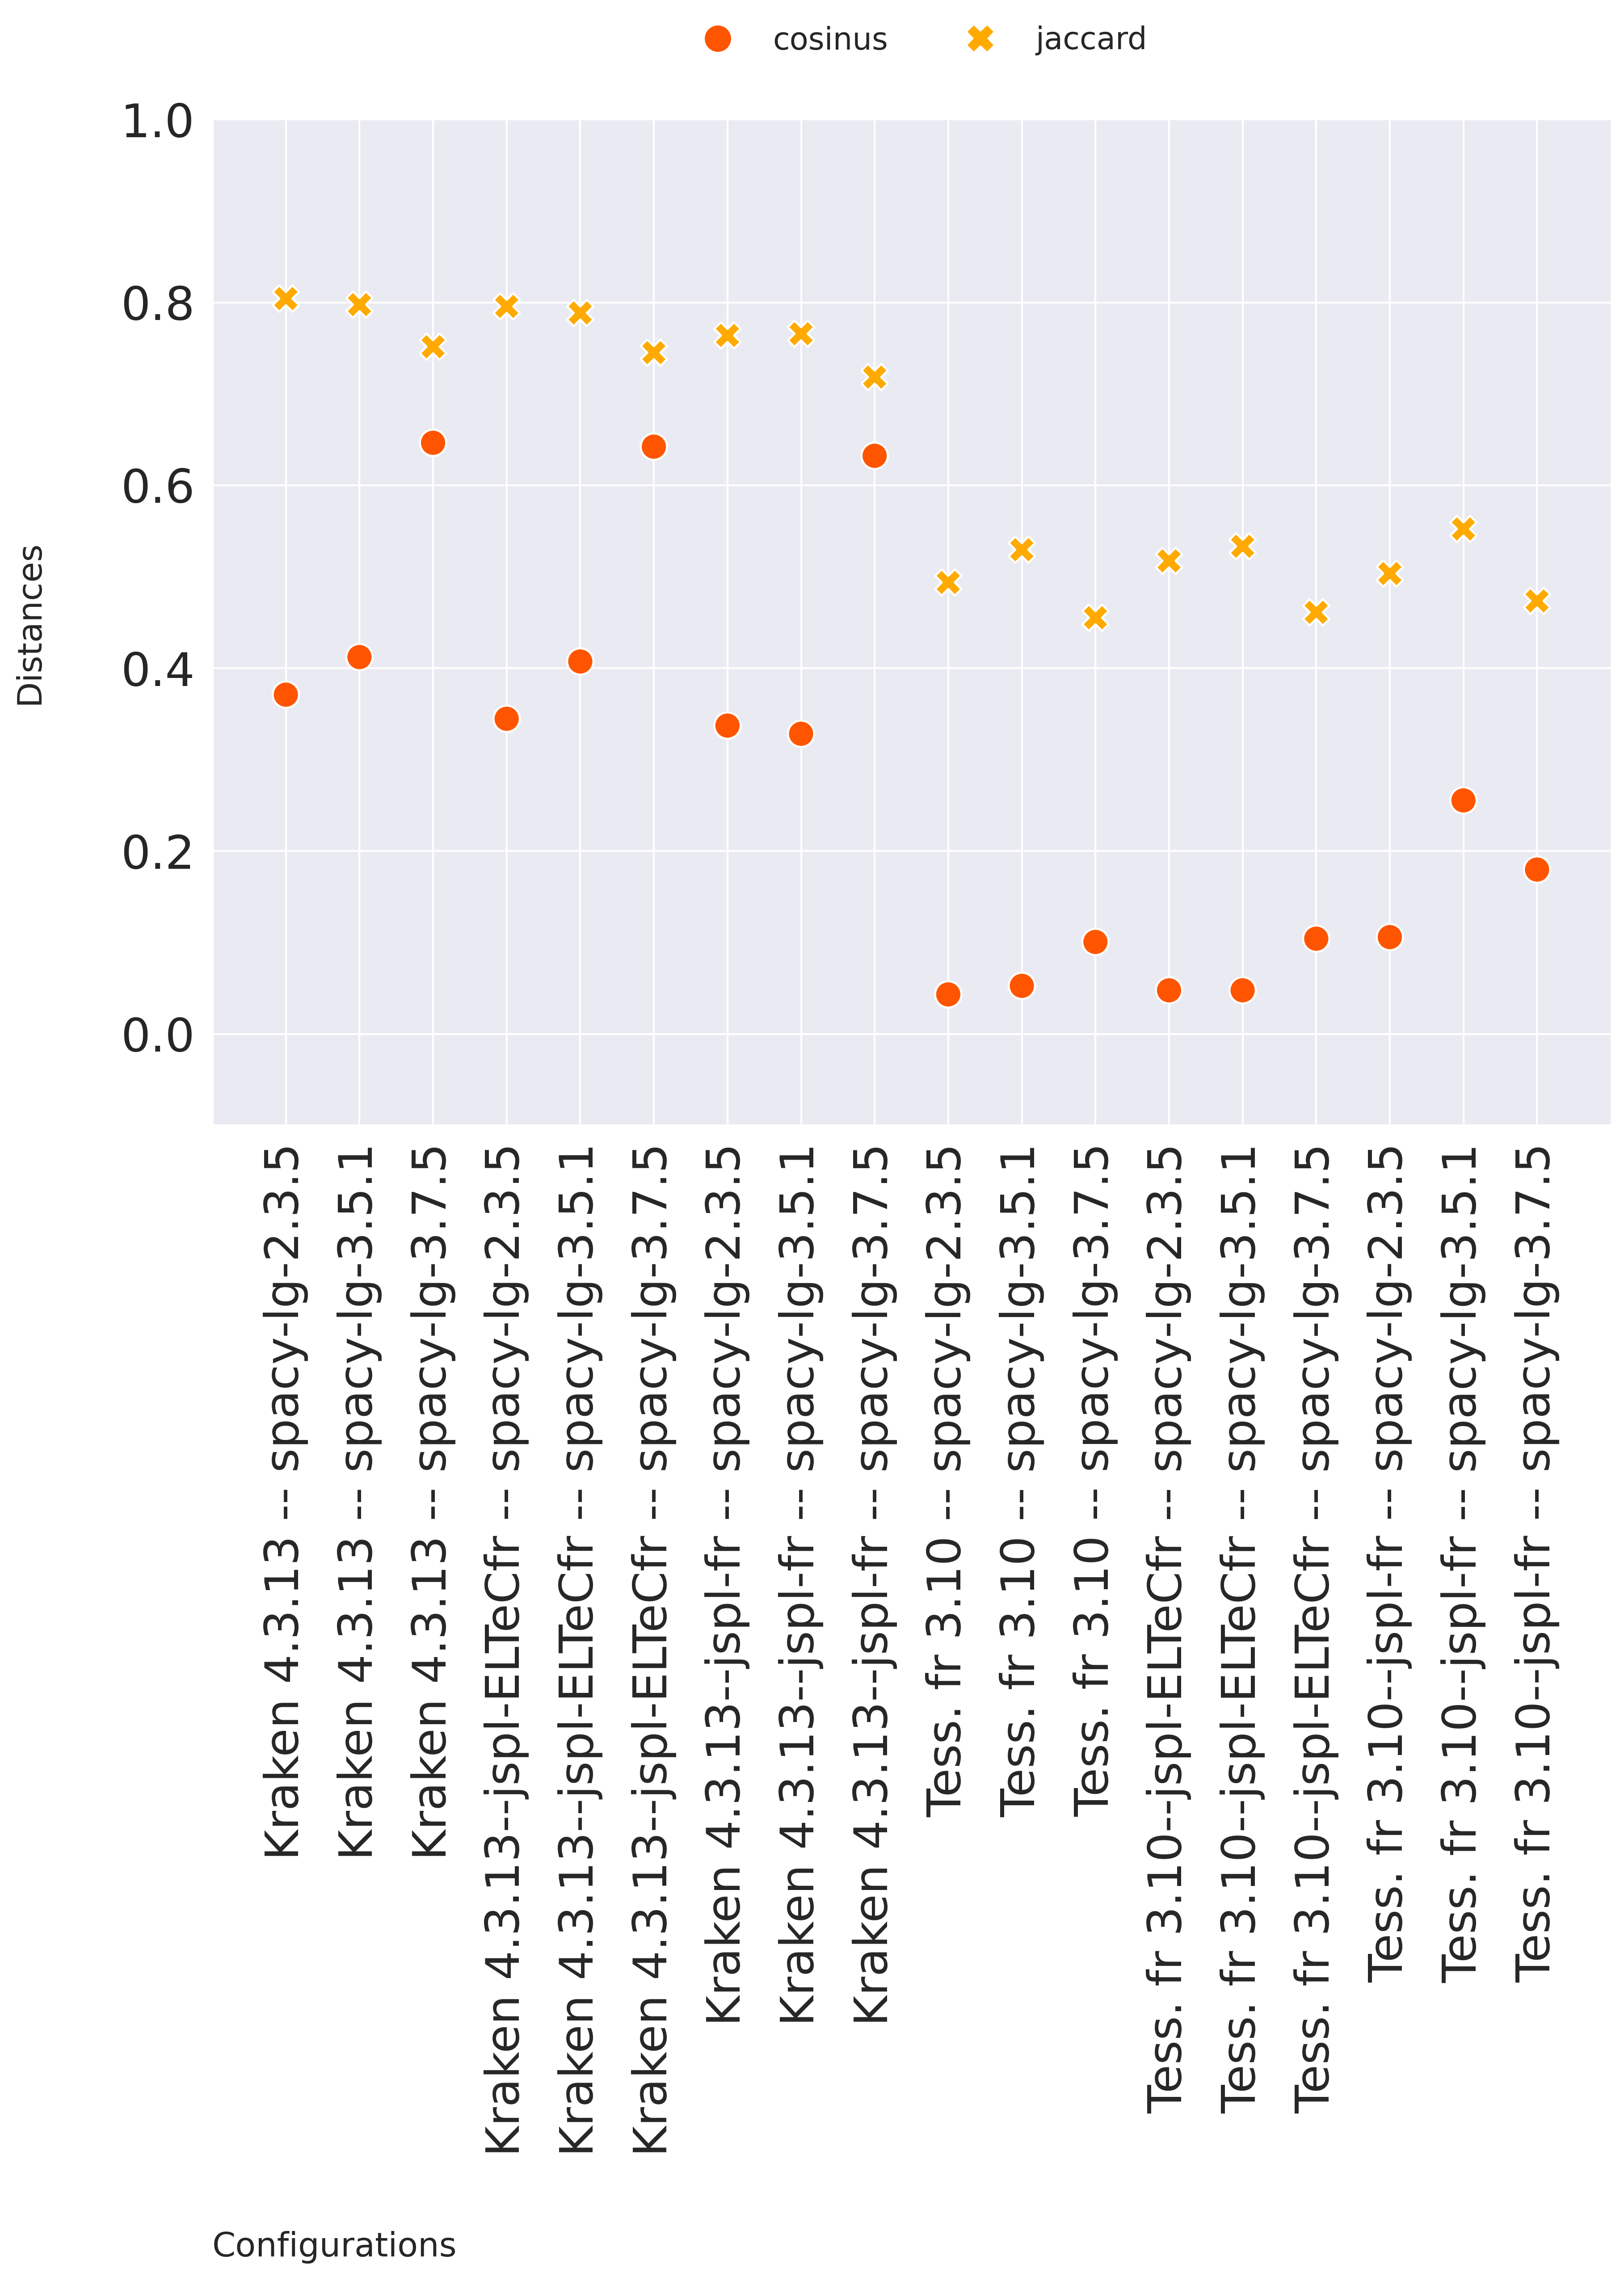 cosinus jaccard
1.0
0.8
0.6
0.4
0.2
0.0
Distances
Kraken 4.3.13 -- spacy-lg-2.3.5
Kraken 4.3.13 -- spacy-lg-3.5.1
Kraken 4.3.13 -- spacy-lg-3.7.5
Kraken 4.3.13--jspl-ELTeCfr -- spacy-lg-2.3.5
Kraken 4.3.13--jspl-ELTeCfr -- spacy-lg-3.5.1
Kraken 4.3.13--jspl-ELTeCfr -- spacy-lg-3.7.5
Kraken 4.3.13--jspl-fr -- spacy-lg-2.3.5
Kraken 4.3.13--jspl-fr -- spacy-lg-3.5.1
Kraken 4.3.13--jspl-fr -- spacy-lg-3.7.5
Tess. fr 3.10 -- spacy-lg-2.3.5
Tess. fr 3.10 -- spacy-lg-3.5.1
Tess. fr 3.10 -- spacy-lg-3.7.5
Tess. fr 3.10--jspl-ELTeCfr -- spacy-lg-2.3.5
Tess. fr 3.10--jspl-ELTeCfr -- spacy-lg-3.5.1
Tess. fr 3.10--jspl-ELTeCfr -- spacy-lg-3.7.5
Tess. fr 3.10--jspl-fr -- spacy-lg-2.3.5
Tess. fr 3.10--jspl-fr -- spacy-lg-3.5.1
Tess. fr 3.10--jspl-fr -- spacy-lg-3.7.5
Configurations